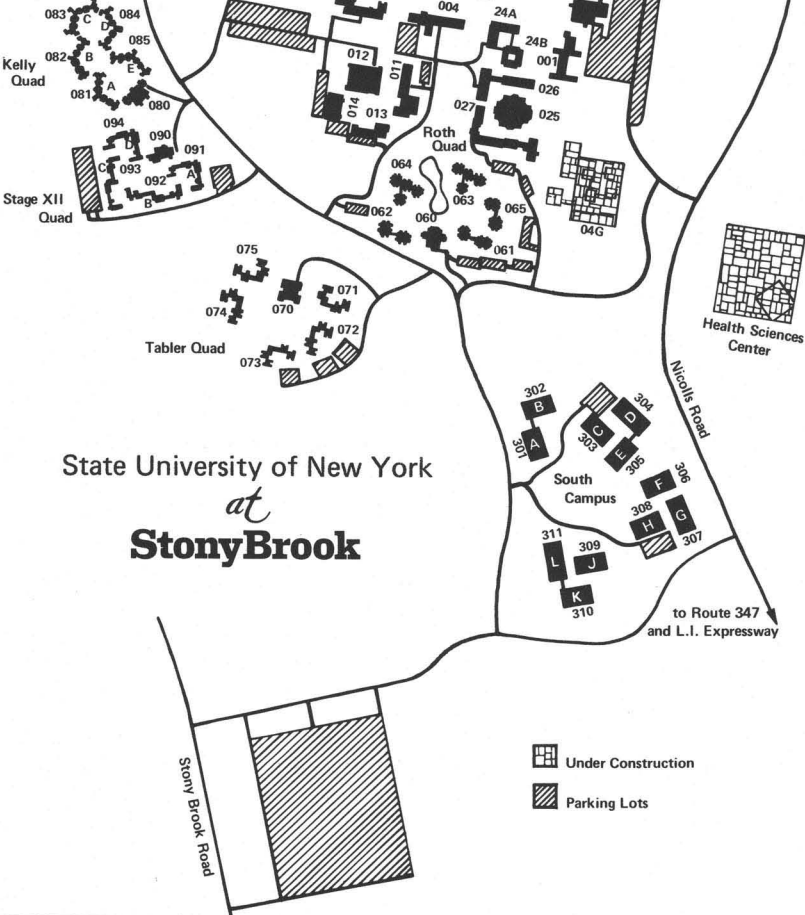 083
C
084
D
085
082
B
Kelly
Quad
E
A
081
080
004
24A
24B
001
012
011
026
014
013
027
025
Roth
Quad
094
D
090
091
C
093
092
A
B
Stage XII
Quad
064
063
062
060
065
061
04G
075
071
070
074
072
Tabler Quad
073
Health Sciences
Center
Nicolls Road
302
B
A
301
304
D
C
303
E
305
South
Campus
306
F
308
G
H
307
311
309
L
J
K
310
State University of New York
at
StonyBrook
to Route 347
and L.I. Expressway
Stony Brook Road
Under Construction
Parking Lots